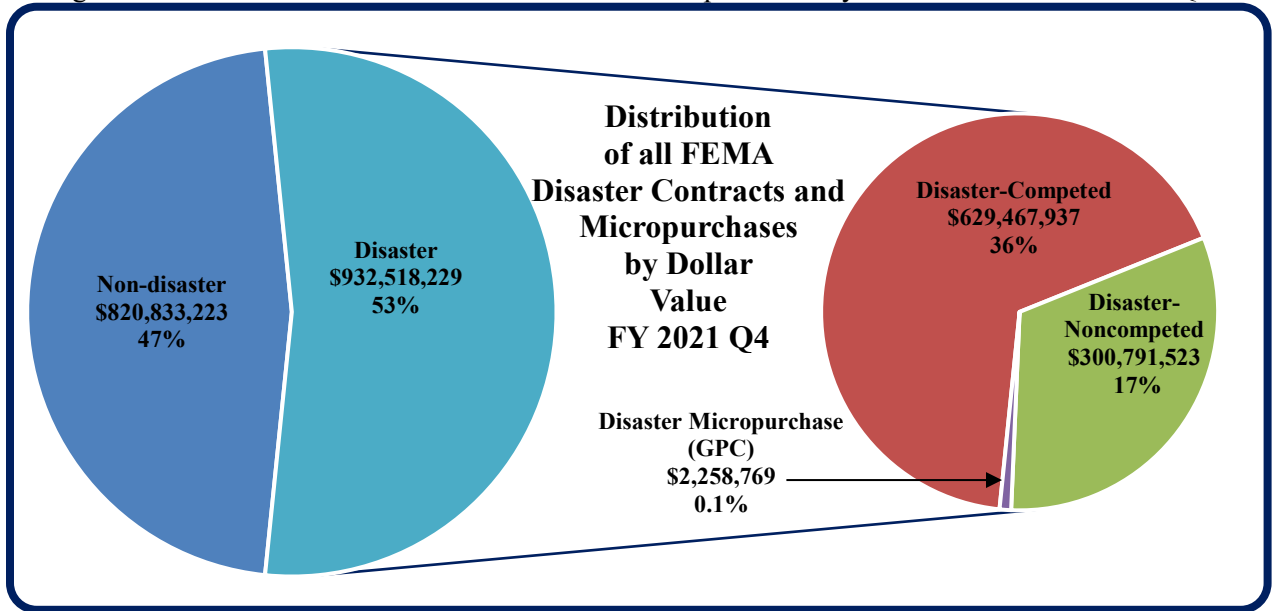 Distribution
of all FEMA
Disaster Contracts and
Micropurchases
by Dollar
Value
FY 2021 Q4
Non-disaster
$820,833,223
47%
Disaster
$932,518,229
53%
Disaster-Competed
$629,467,937
36%
Disaster-
Noncompeted
$300,791,523
17%
Disaster Micropurchase
(GPC)
$2,258,769
0.1%